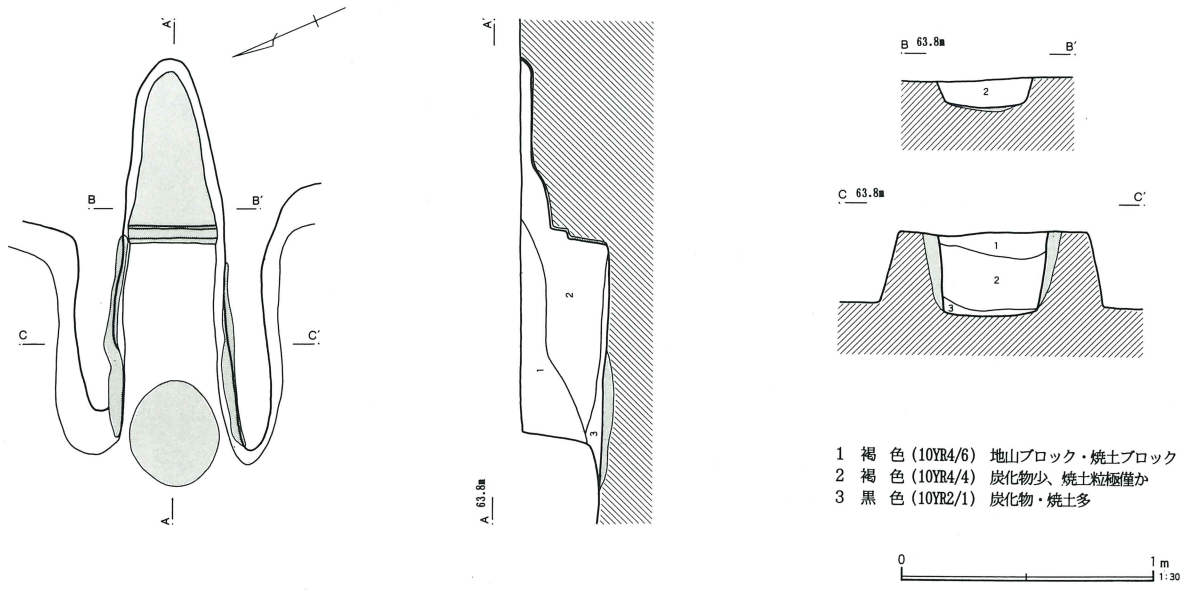 A′
B
B′
C
C′
A
A′
1
2
3
A 63.8m
B 63.8m
B′
2
C 63.8m
C′
1
2
3
1 褐 色 (10YR4/6) 地山ブロック・焼土ブロック
2 褐 色 (10YR4/4) 炭化物少、焼土粒極僅か
3 黒 色 (10YR2/1) 炭化物・焼土多
0
1 m
1:30